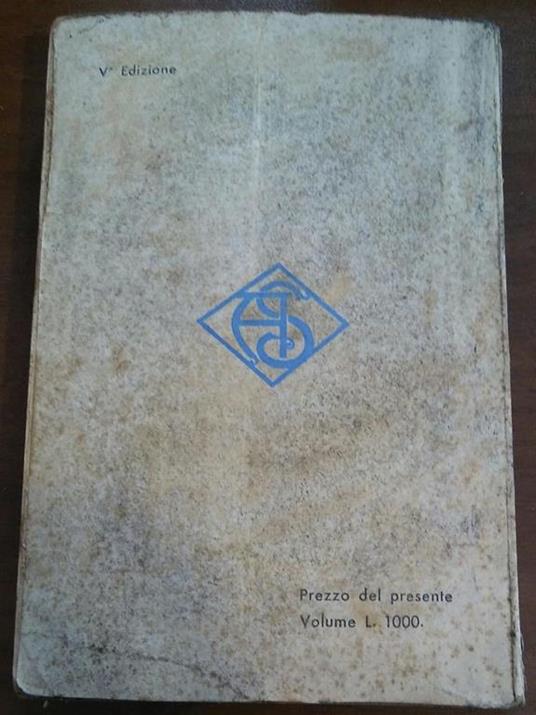 V° Edizione
Prezzo del presente
Volume L. 1000.